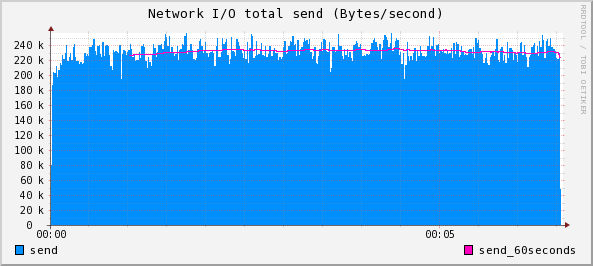 Network I/O total send (Bytes/second)
RRDTOOL / TOBI OETIKER
240 k
220 k
200 k
180 k
160 k
140 k
120 k
100 k
80 k
60 k
40 k
20 k
0
00:00 00:05
send send_60seconds